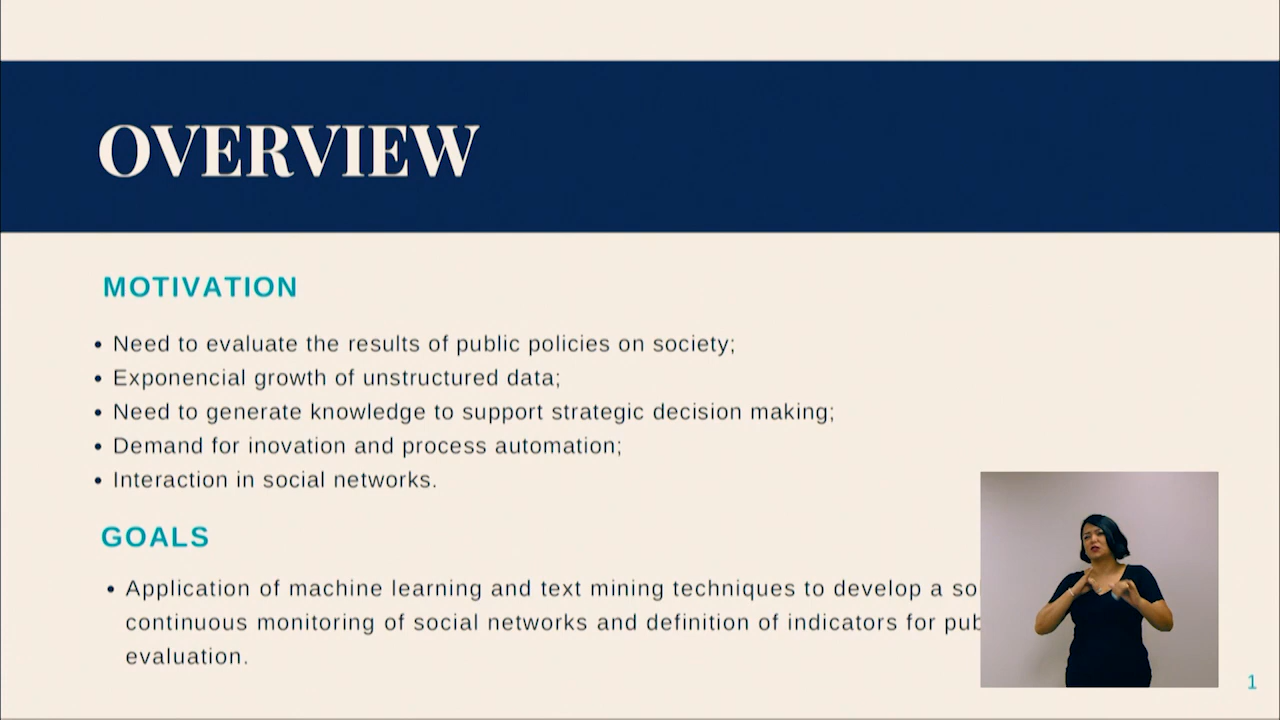 OVERVIEW
MOTIVATION
• Need to evaluate the results of public policies on society;
• Exponencial growth of unstructured data;
• Need to generate knowledge to support strategic decision making;
• Demand for inovation and process automation;
• Interaction in social networks.
GOALS
• Application of machine learning and text mining techniques to develop a
continuous monitoring of social networks and definition of indicators for
evaluation.
1